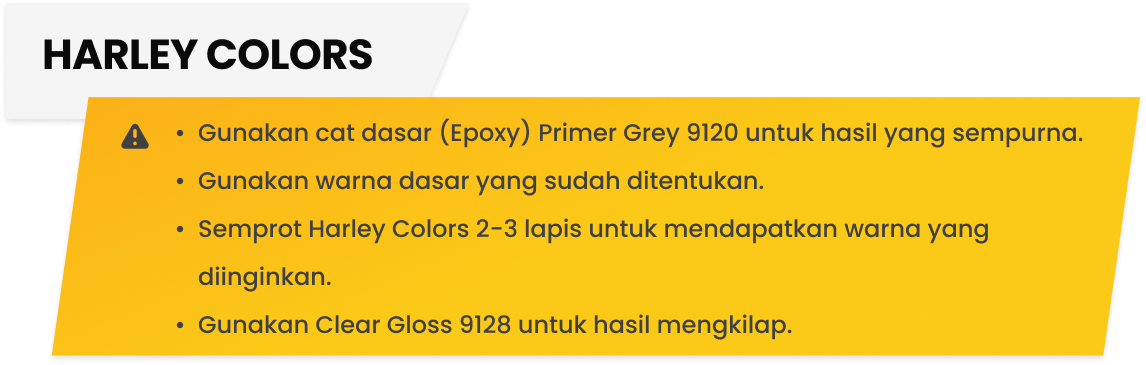 HARLEY COLORS
• Gunakan cat dasar (Epoxy) Primer Grey 9120 untuk hasil yang sempurna.
• Gunakan warna dasar yang sudah ditentukan.
• Semprot Harley Colors 2-3 lapis untuk mendapatkan warna yang
diinginkan.
• Gunakan Clear Gloss 9128 untuk hasil mengkilap.